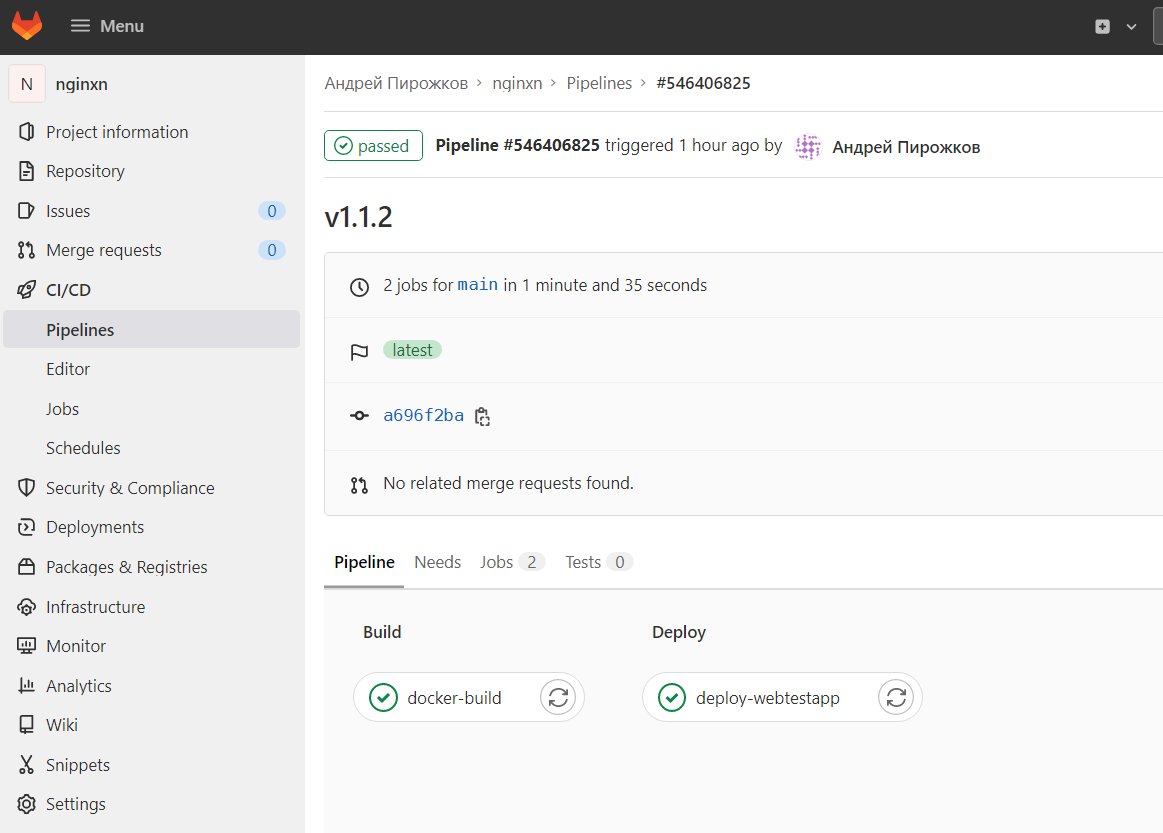 Menu
N nginxn
Project information
Repository
Issues 0
Merge requests 0
CI/CD
Pipelines
Editor
Jobs
Schedules
Security & Compliance
Deployments
Packages & Registries
Infrastructure
Monitor
Analytics
Wiki
Snippets
Settings
Андрей Пирожков › nginxn › Pipelines › #546406825
passed Pipeline #546406825 triggered 1 hour ago by Андрей Пирожков
v1.1.2
2 jobs for main in 1 minute and 35 seconds
latest
a696f2ba
No related merge requests found.
Pipeline Needs Jobs 2 Tests 0
Build Deploy
docker-build deploy-webtestapp